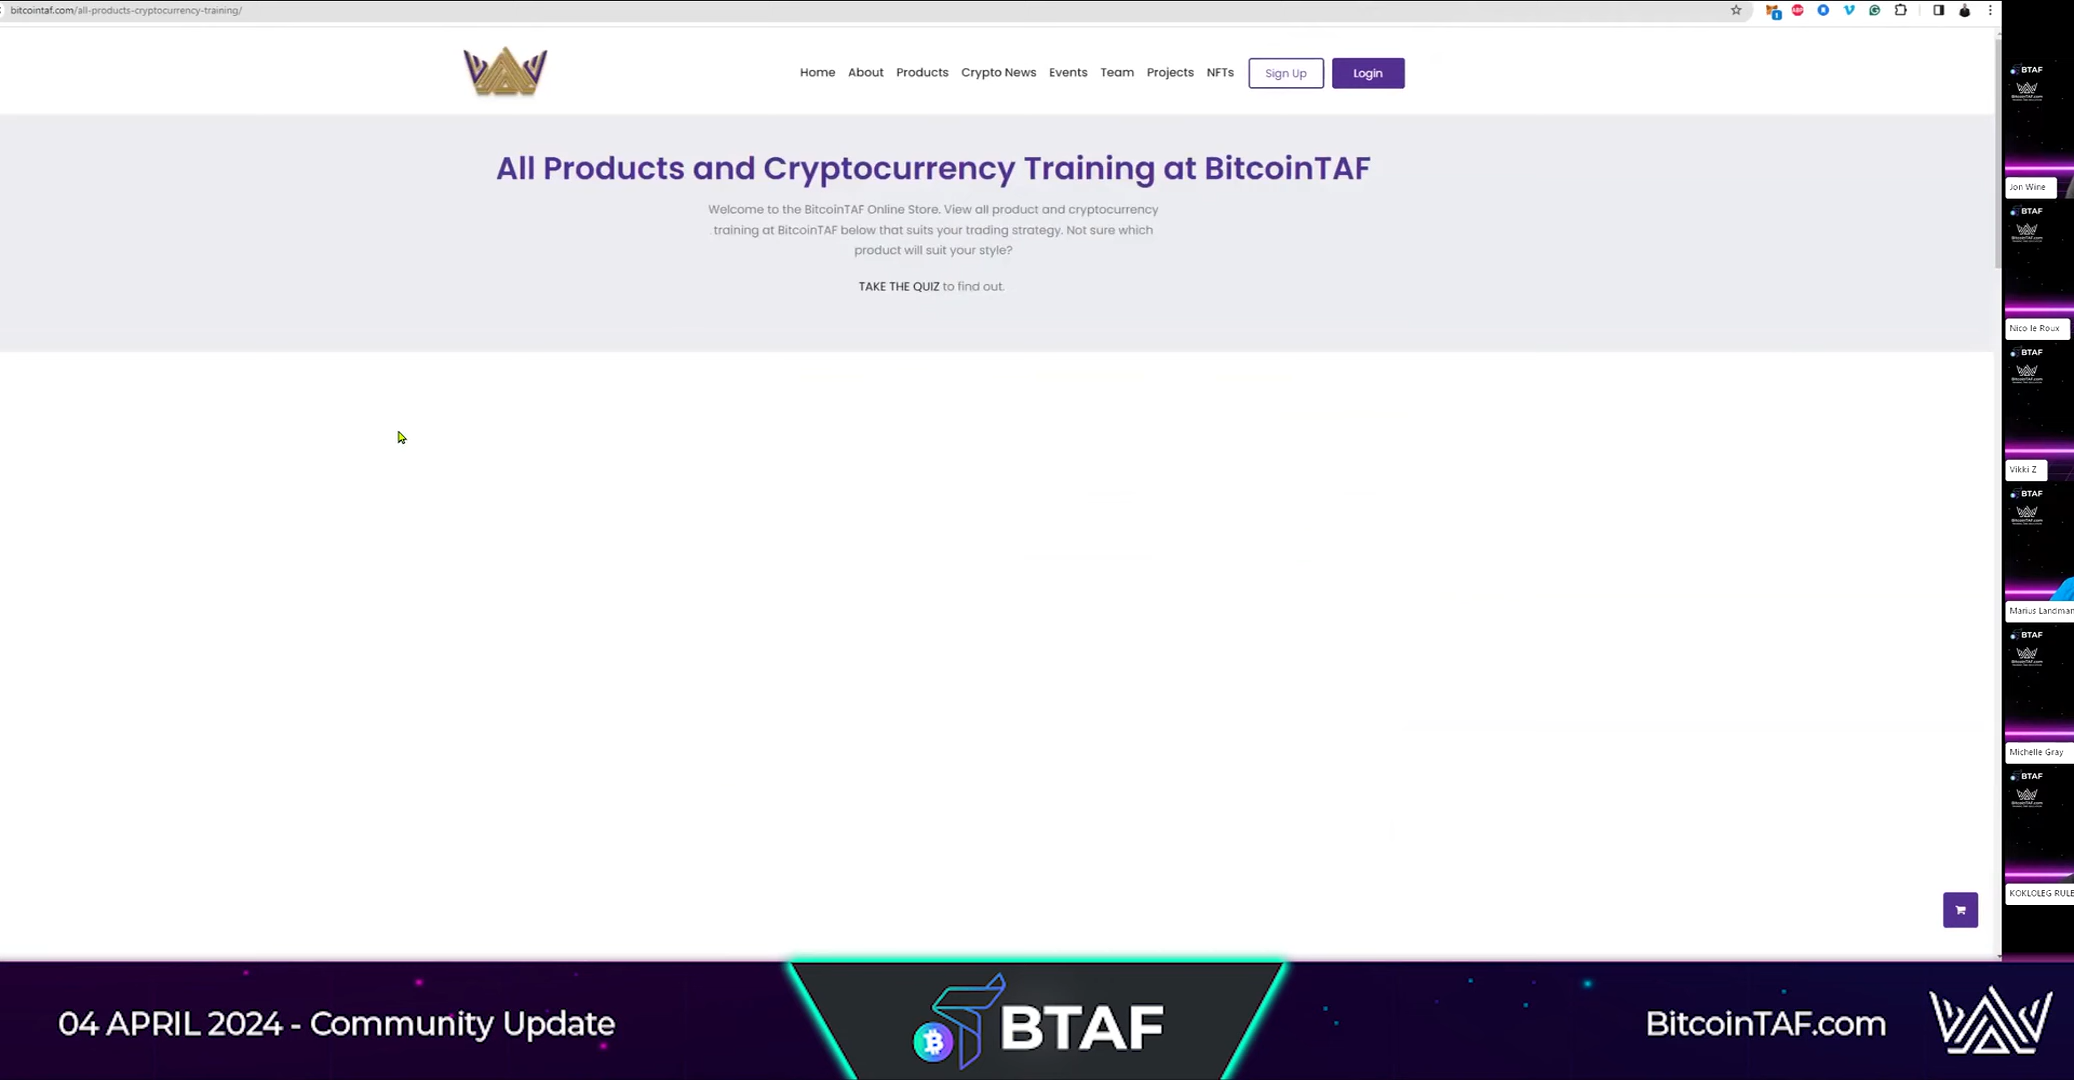 bitcointaf.com/all-products-cryptocurrency-training/
Home About Products Crypto News Events Team Projects NFTs Sign Up Login
All Products and Cryptocurrency Training at BitcoinTAF
Welcome to the BitcoinTAF Online Store. View all product and cryptocurrency
training at BitcoinTAF below that suits your trading strategy. Not sure which
product will suit your style?
TAKE THE QUIZ to find out.
BTAF
Jon Wine
BTAF
Nico le Roux
BTAF
Vikki Z
BTAF
Marius Landman
BTAF
Michelle Gray
BTAF
KOKLOLEG RULE
04 APRIL 2024 - Community Update
BTAF
BitcoinTAF.com